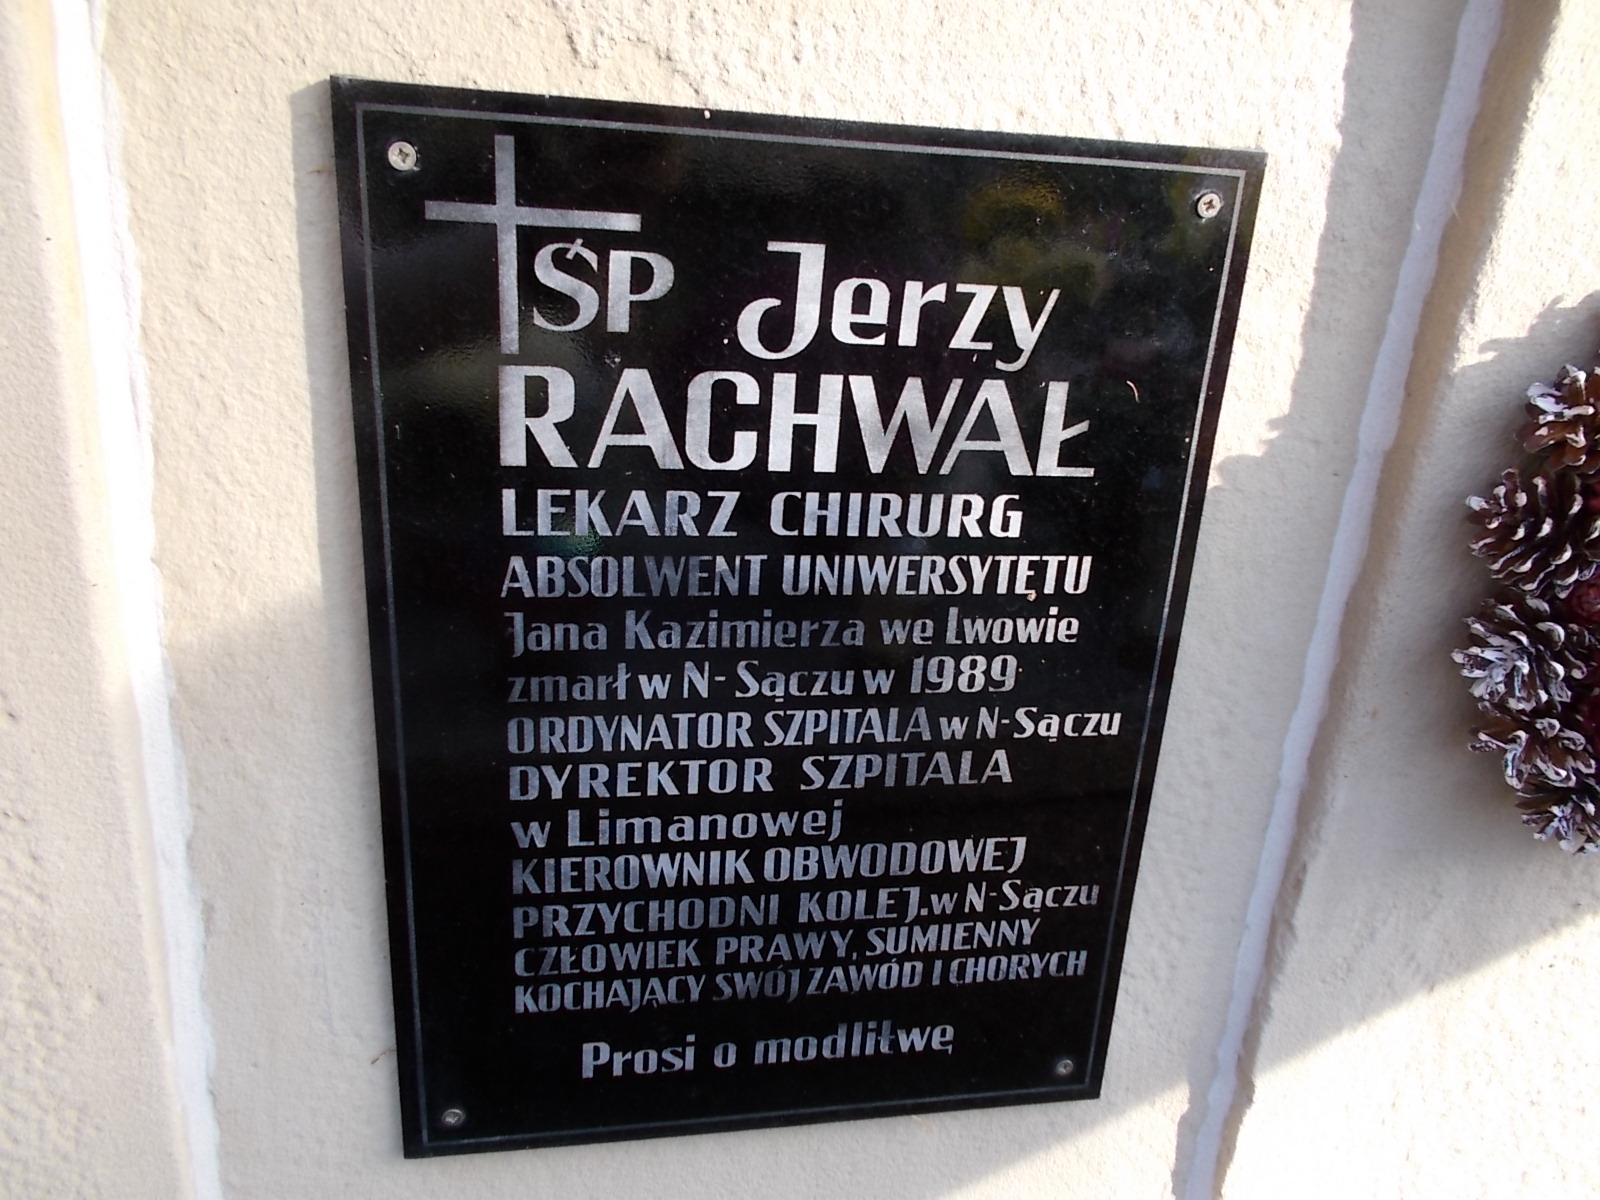 ŚP Jerzy
RACHWAŁ
LEKARZ CHIRURG
ABSOLWENT UNIWERSYTETU
Jana Kazimierza we Lwowie
zmarł w N-Sączu w 1989
ORDYNATOR SZPITALA w N-Sączu
DYREKTOR SZPITALA
w Limanowej
KIEROWNIK OBWODOWEJ
PRZYCHODNI KOLEJ. w N-Sączu
CZŁOWIEK PRAWY, SUMIENNY
KOCHAJĄCY SWÓJ ZAWÓD I CHORYCH
Prosi o modlitwę